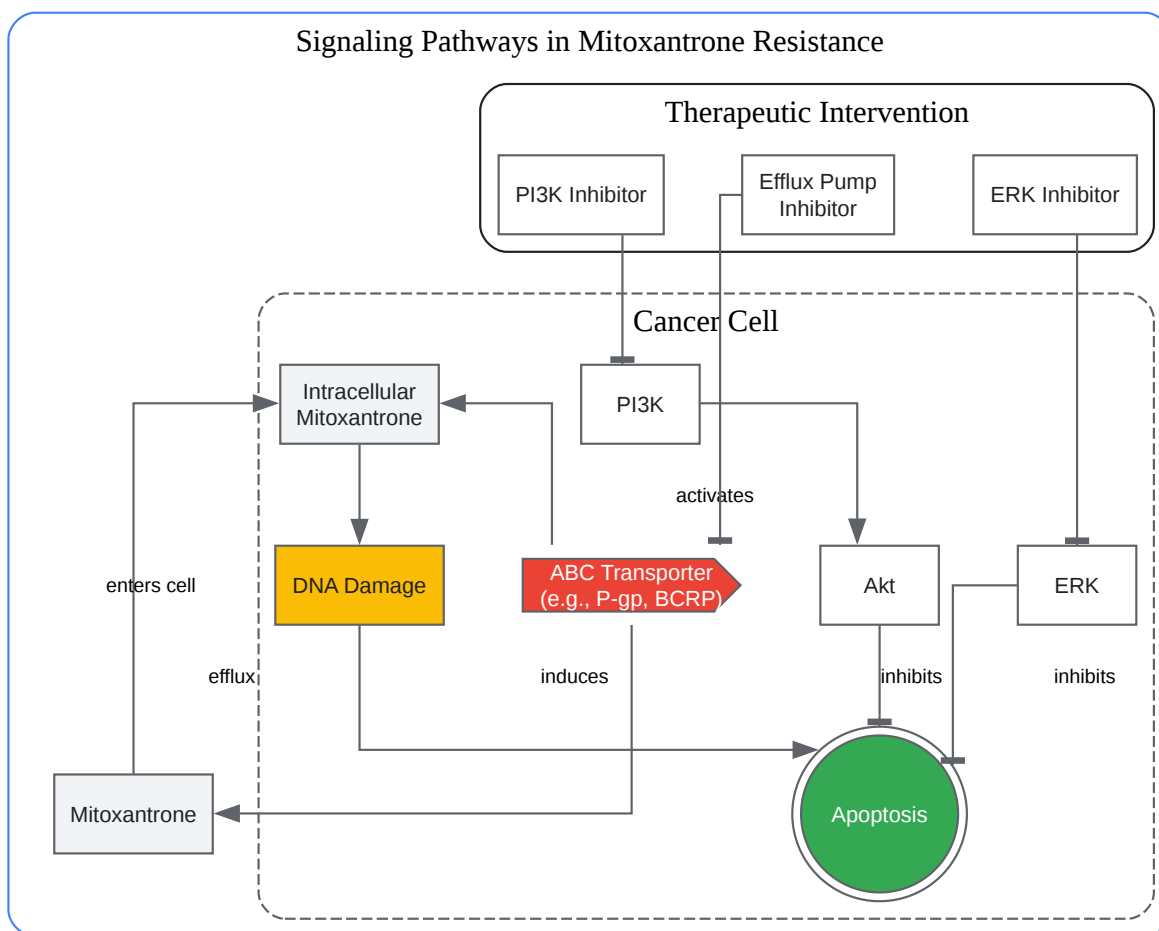 Signaling Pathways in Mitoxantrone Resistance
Therapeutic Intervention
PI3K Inhibitor
Efflux Pump
Inhibitor
ERK Inhibitor
Cancer Cell
Intracellular
Mitoxantrone
PI3K
activates
DNA Damage
ABC Transporter
(e.g., P-gp, BCRP)
Akt
ERK
enters cell
efflux
induces
inhibits
inhibits
Mitoxantrone
Apoptosis